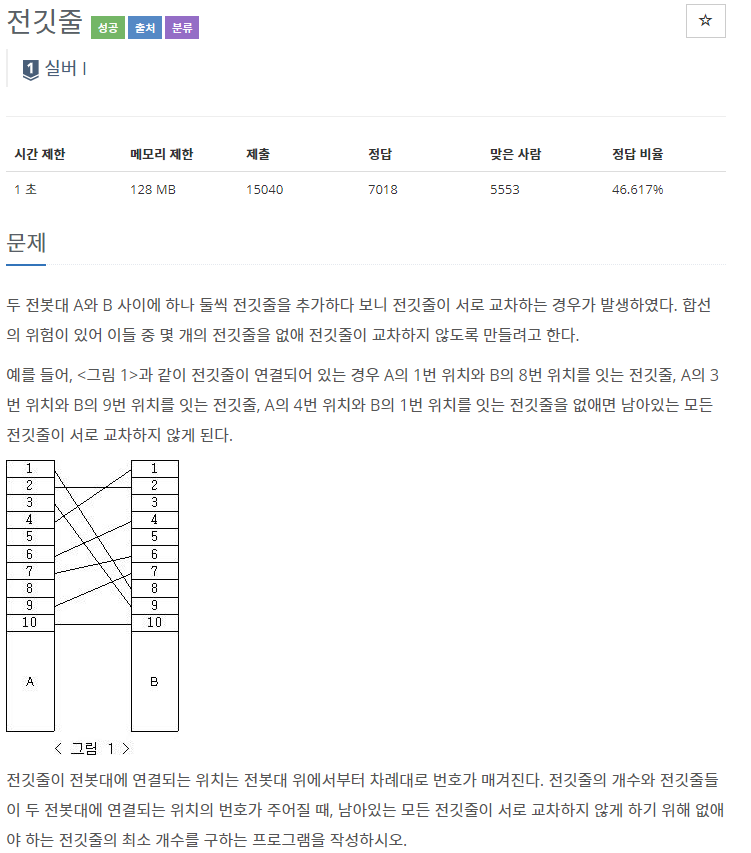 전깃줄 성공 출처 분류 ☆
1 실버 I
시간 제한 메모리 제한 제출 정답 맞은 사람 정답 비율
1 초 128 MB 15040 7018 5553 46.617%
문제
두 전봇대 A와 B 사이에 하나 둘씩 전깃줄을 추가하다 보니 전깃줄이 서로 교차하는 경우가 발생하였다. 합선
의 위험이 있어 이들 중 몇 개의 전깃줄을 없애 전깃줄이 교차하지 않도록 만들려고 한다.
예를 들어, <그림 1>과 같이 전깃줄이 연결되어 있는 경우 A의 1번 위치와 B의 8번 위치를 잇는 전깃줄, A의 3
번 위치와 B의 9번 위치를 잇는 전깃줄, A의 4번 위치와 B의 1번 위치를 잇는 전깃줄을 없애면 남아있는 모든
전깃줄이 서로 교차하지 않게 된다.
1 1
2 2
3 3
4 4
5 5
6 6
7 7
8 8
9 9
10 10
A B
< 그림 1 >
전깃줄이 전봇대에 연결되는 위치는 전봇대 위에서부터 차례대로 번호가 매겨진다. 전깃줄의 개수와 전깃줄들
이 두 전봇대에 연결되는 위치의 번호가 주어질 때, 남아있는 모든 전깃줄이 서로 교차하지 않게 하기 위해 없애
야 하는 전깃줄의 최소 개수를 구하는 프로그램을 작성하시오.